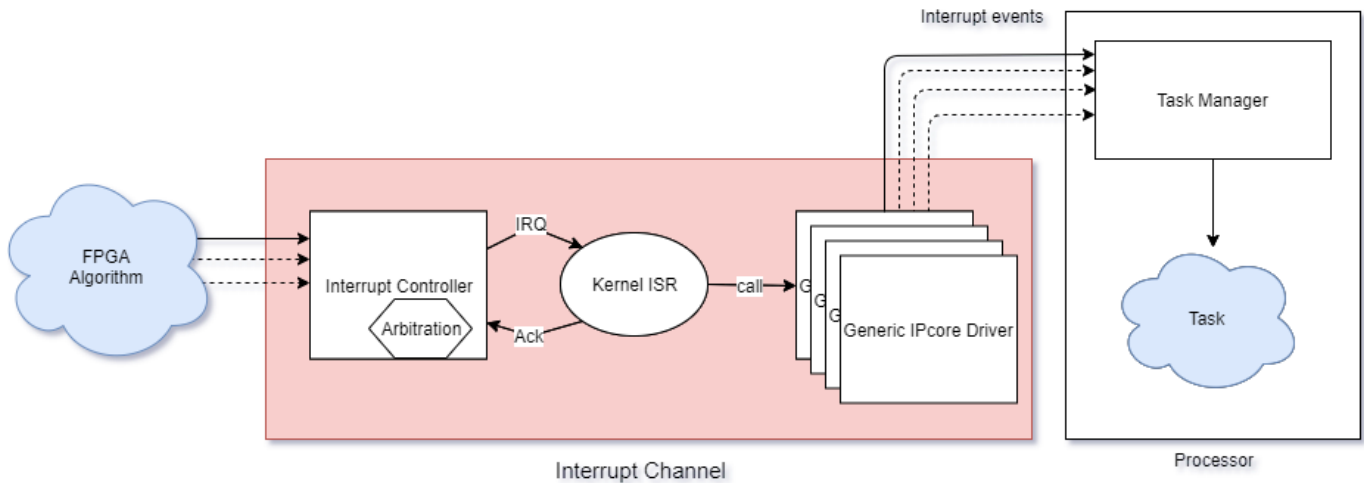 Interrupt events
Task Manager
FPGA
Algorithm
IRQ
Interrupt Controller
Kernel ISR
call
G
G
G
Arbitration
Ack
Generic IPcore Driver
Task
Interrupt Channel
Processor